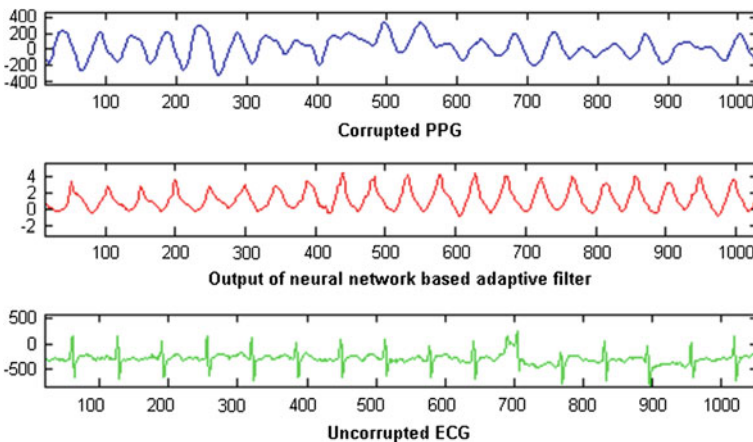 400
200
0
-200
-400
100 200 300 400 500 600 700 800 900 1000
Corrupted PPG
4
2
0
-2
100 200 300 400 500 600 700 800 900 1000
Output of neural network based adaptive filter
500
0
-500
100 200 300 400 500 600 700 800 900 1000
Uncorrupted ECG